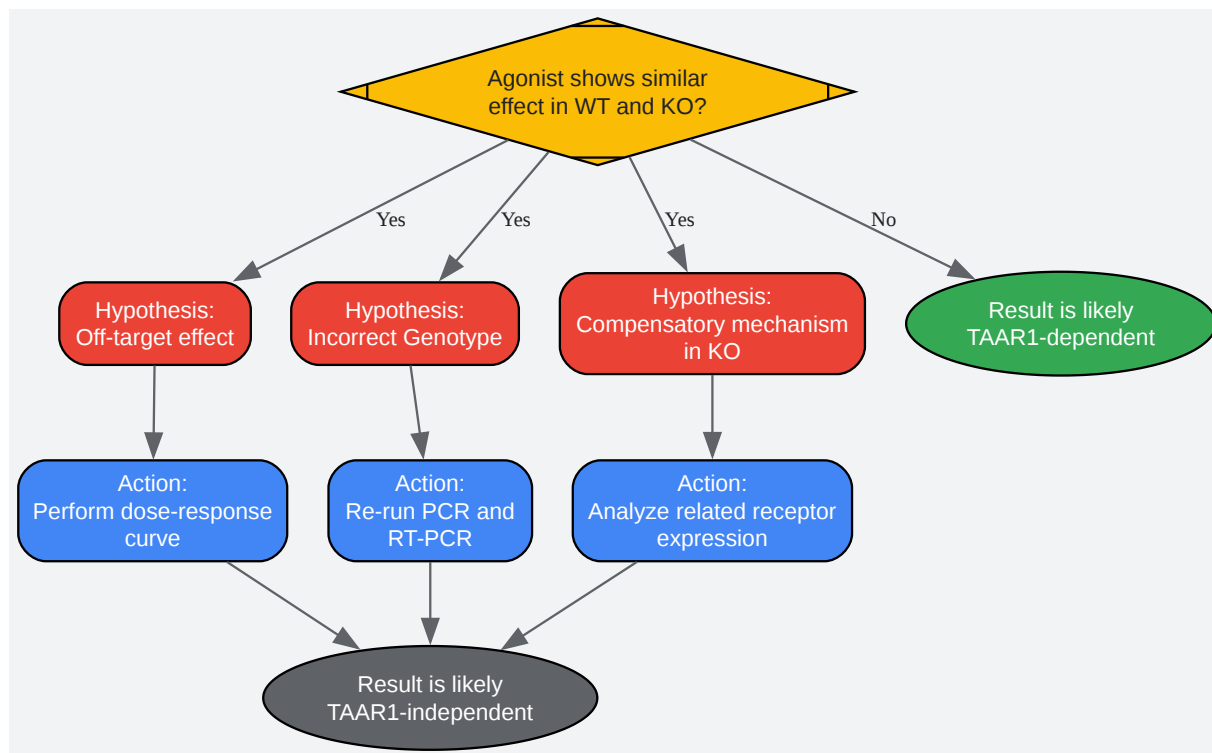 Agonist shows similar
effect in WT and KO?
Yes
Yes
Yes
No
Hypothesis:
Off-target effect
Hypothesis:
Incorrect Genotype
Hypothesis:
Compensatory mechanism
in KO
Result is likely
TAAR1-dependent
Action:
Perform dose-response
curve
Action:
Re-run PCR and
RT-PCR
Action:
Analyze related receptor
expression
Result is likely
TAAR1-independent